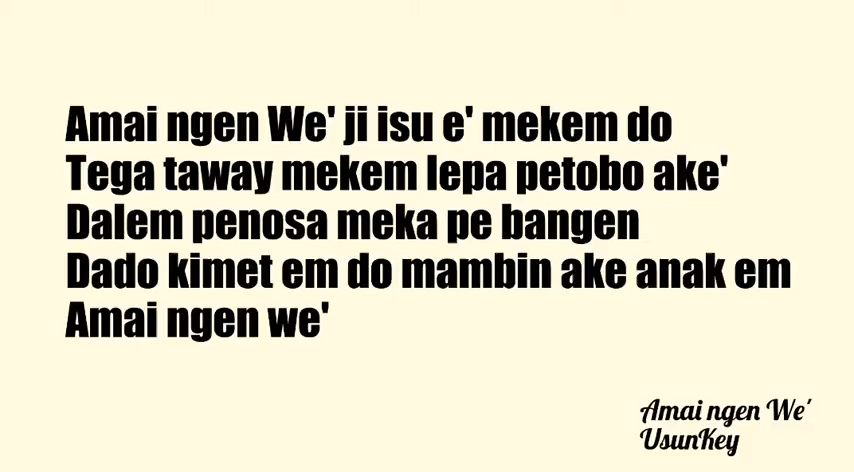 Amai ngen We' ji isu e' mekem do
Tega taway mekem lepa petobo ake'
Dalem penosa meka pe bangen
Dado kimet em do mambin ake anak em
Amai ngen we'
Amai ngen We'
UsunKey